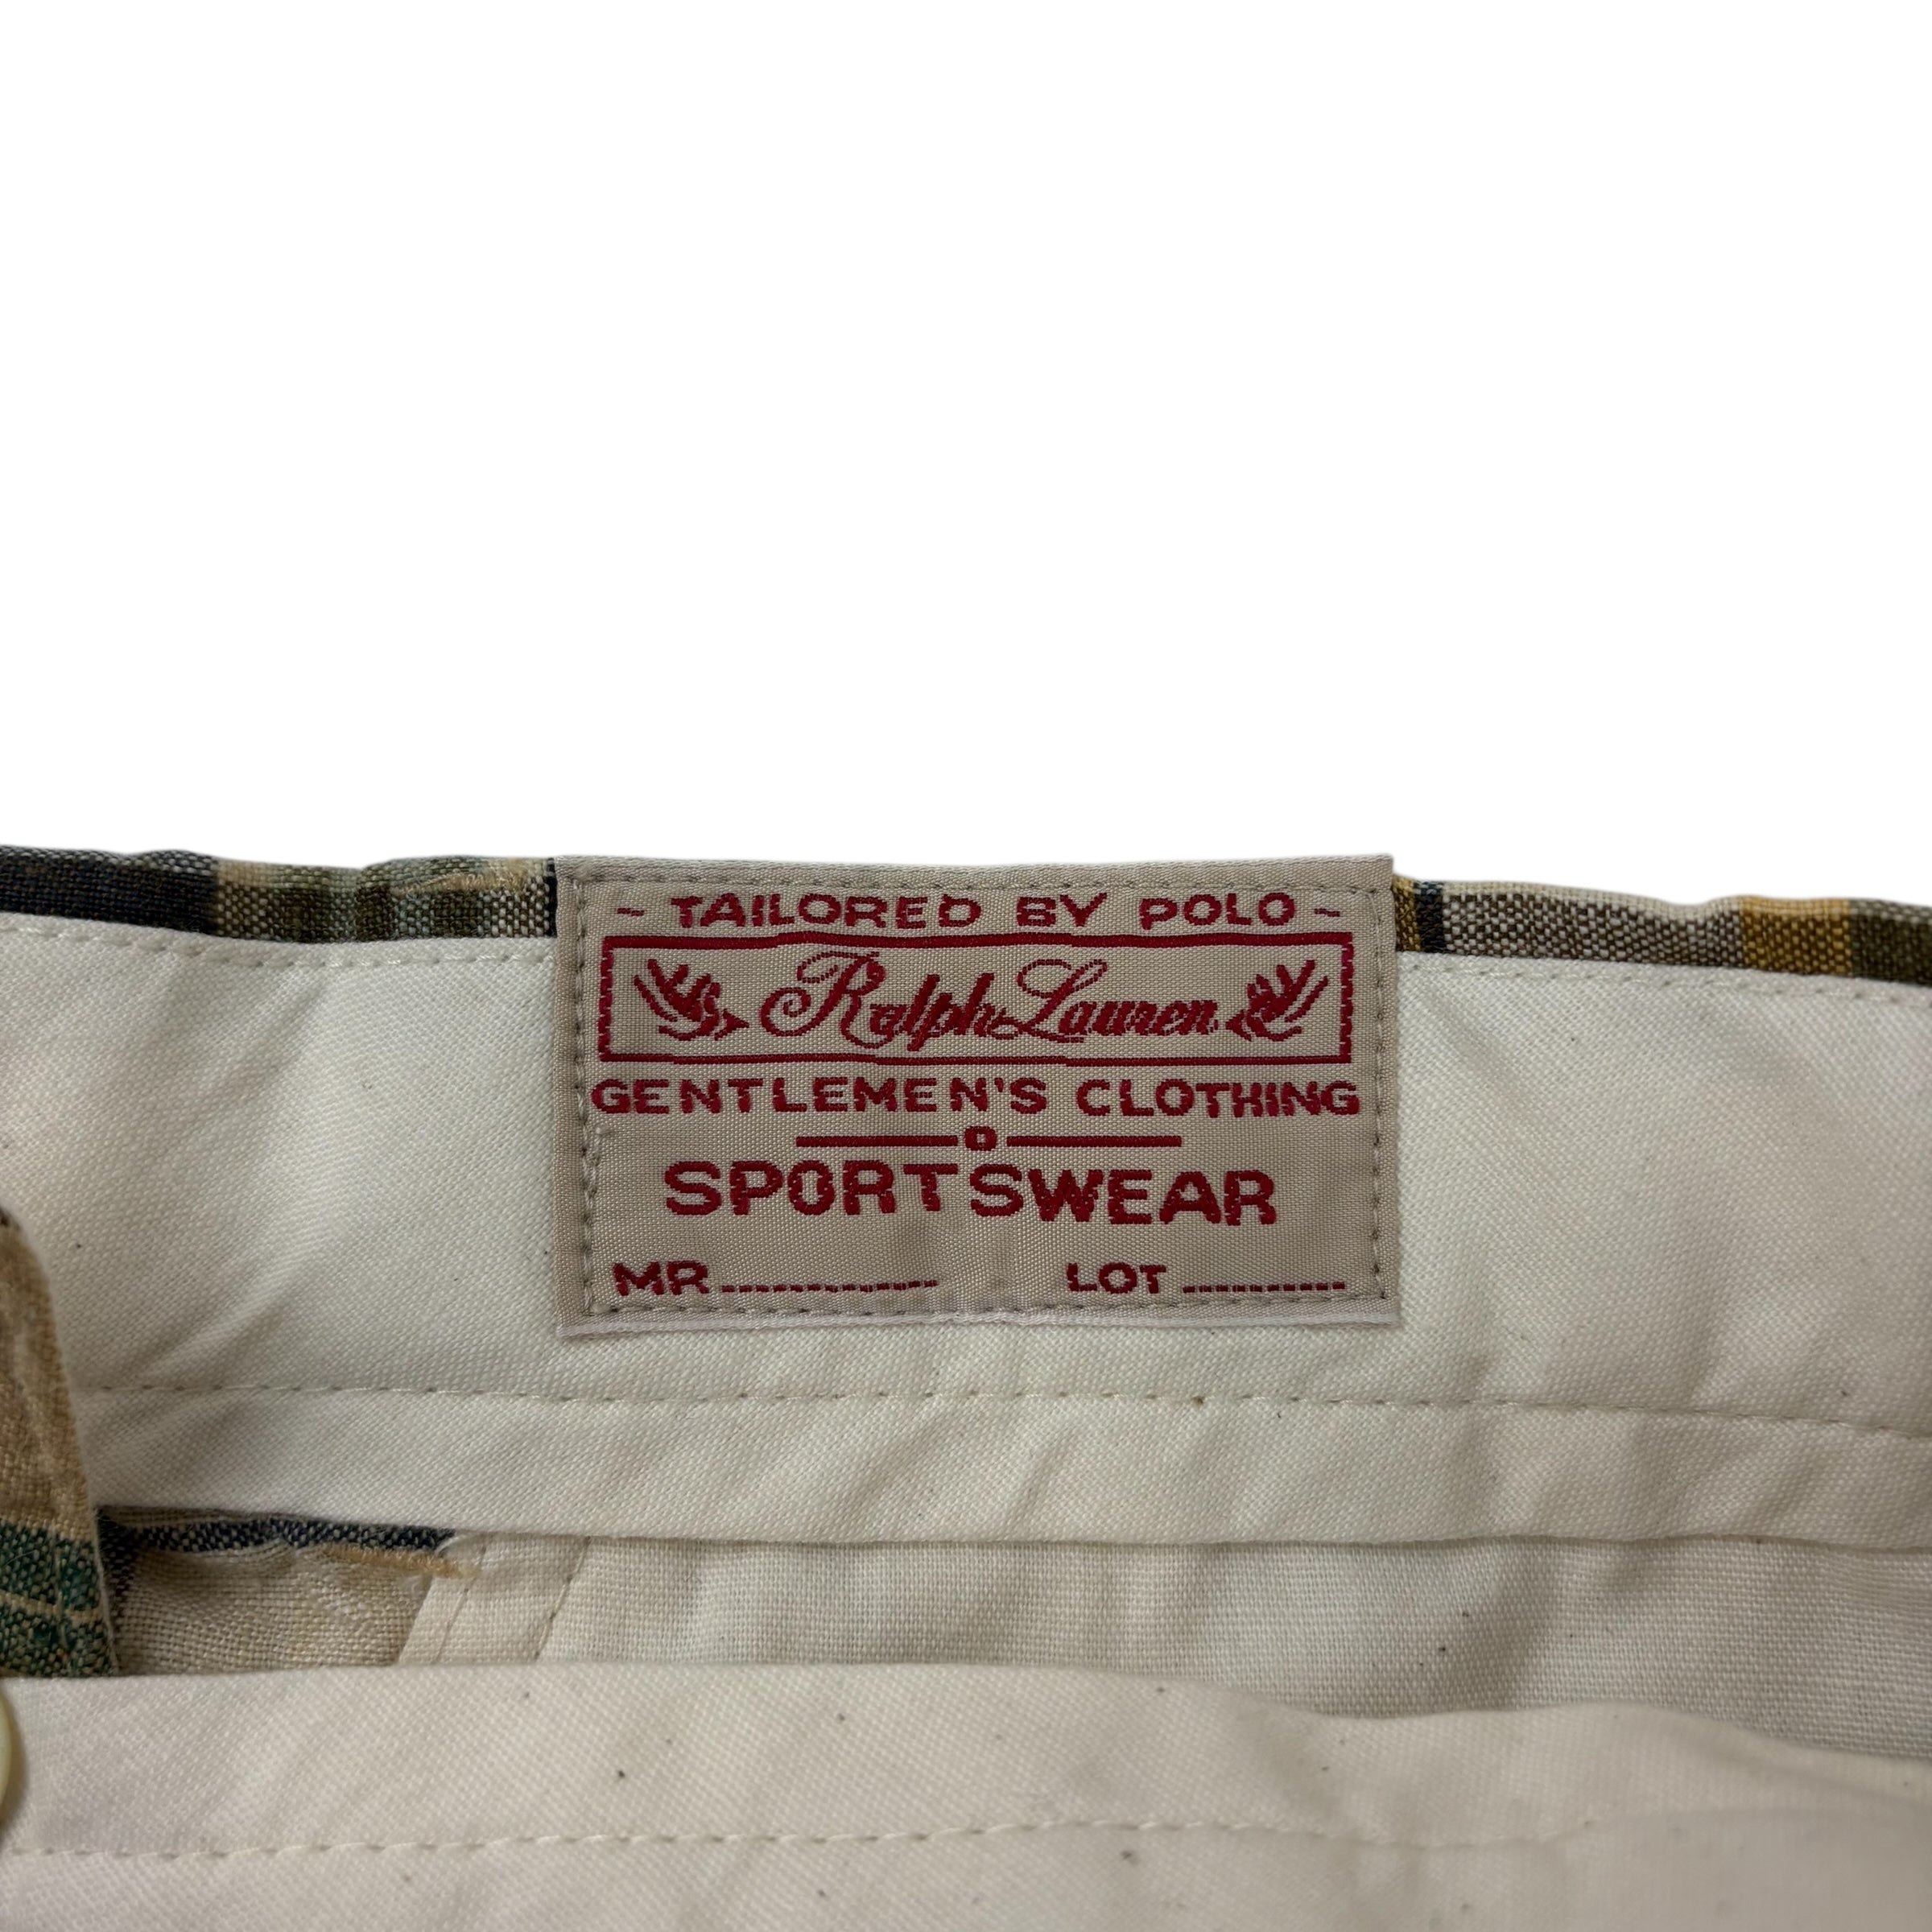 ~ TAILORED BY POLO ~
Ralph Lauren
GENTLEMEN'S CLOTHING
SPORTSWEAR
MR............ LOT..........